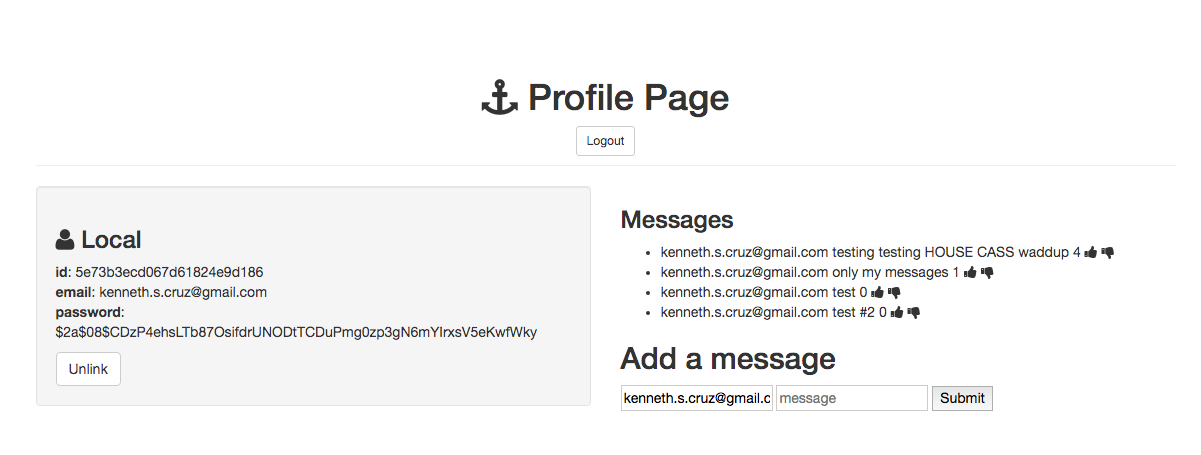 Profile Page
Logout
Local
id: 5e73b3ecd067d61824e9d186
email: kenneth.s.cruz@gmail.com
password:
$2a$08$CDzP4ehsLTb87OsifdrUNODtTCDuPmg0zp3gN6mYIrxsV5eKwfWky
Unlink
Messages
kenneth.s.cruz@gmail.com testing testing HOUSE CASS waddup 4
kenneth.s.cruz@gmail.com only my messages 1
kenneth.s.cruz@gmail.com test 0
kenneth.s.cruz@gmail.com test #2 0
Add a message
kenneth.s.cruz@gmail.c message Submit